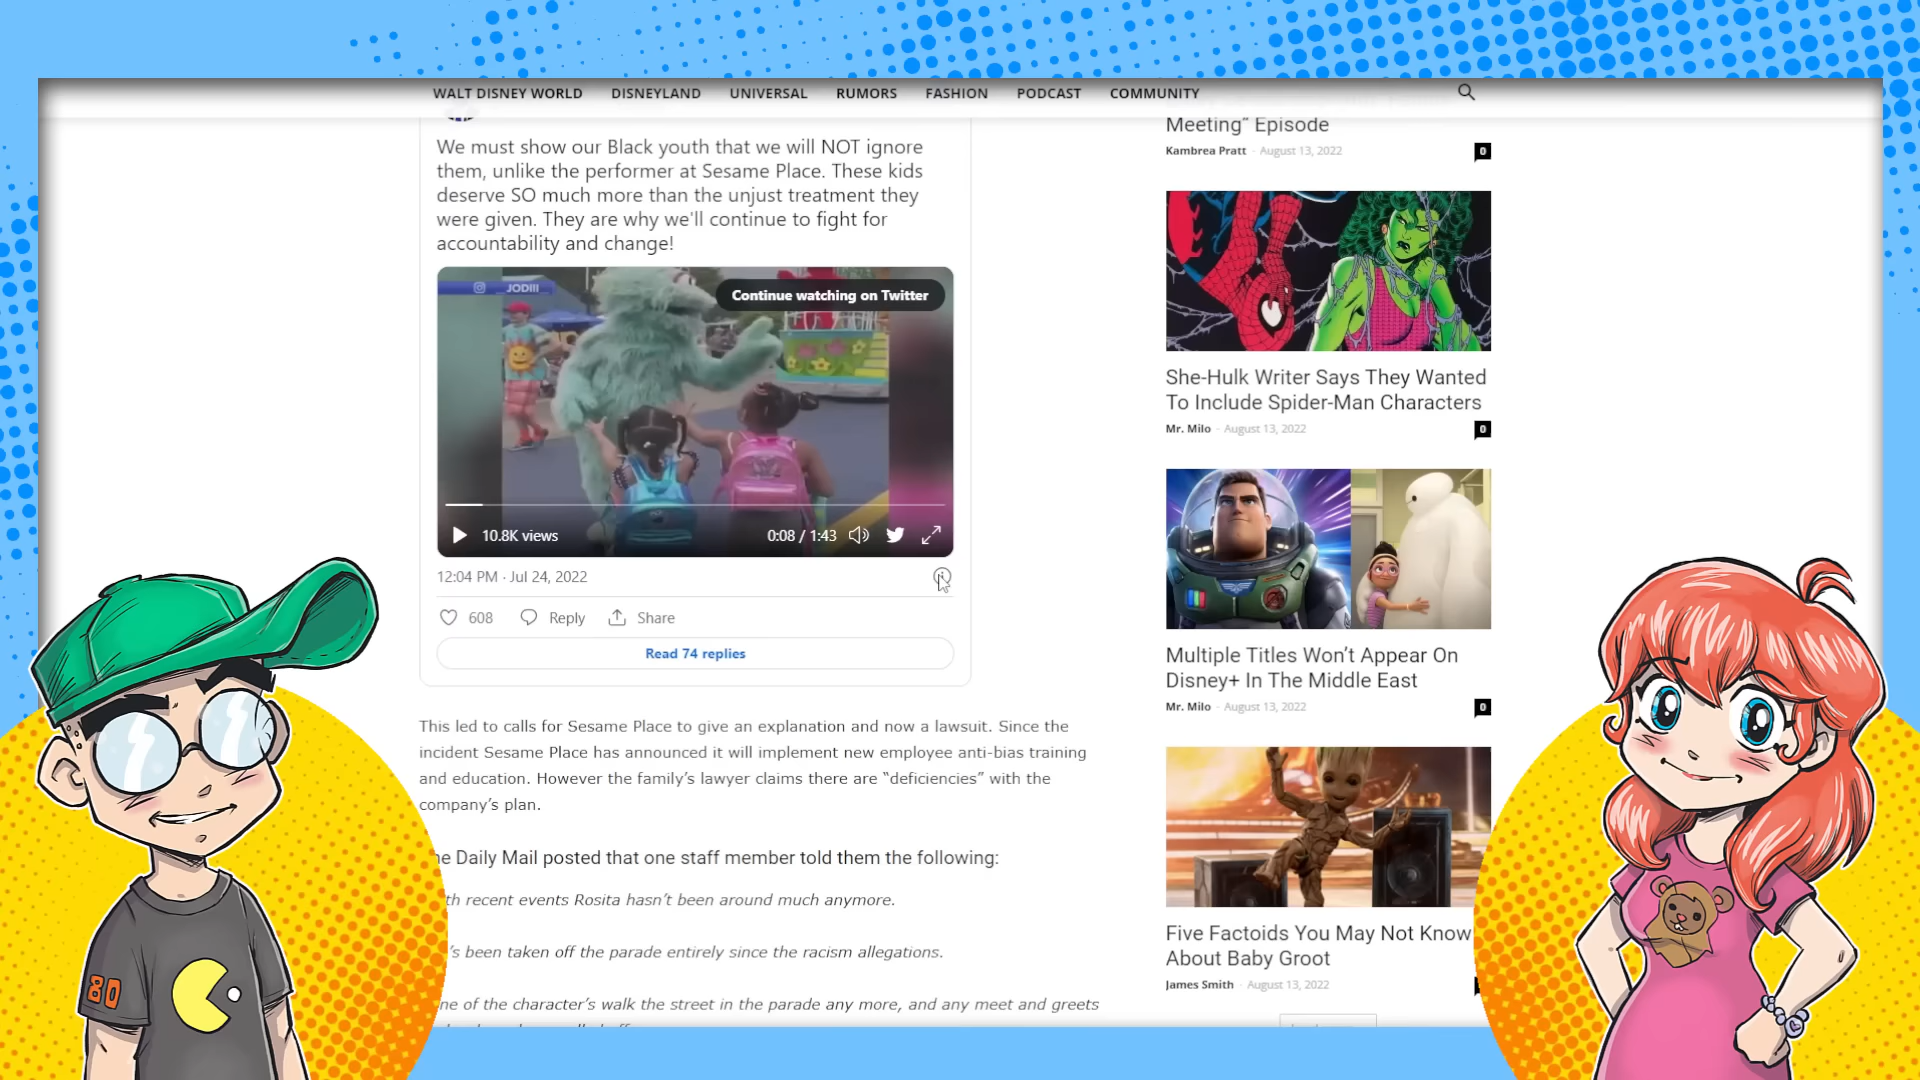 WALT DISNEY WORLD DISNEYLAND UNIVERSAL RUMORS FASHION PODCAST COMMUNITY
We must show our Black youth that we will NOT ignore
them, unlike the performer at Sesame Place. These kids
deserve SO much more than the unjust treatment they
were given. They are why we'll continue to fight for
accountability and change!
JODIII
Continue watching on Twitter
10.8K views
0:08 / 1:43
12:04 PM · Jul 24, 2022
608 Reply Share
Read 74 replies
This led to calls for Sesame Place to give an explanation and now a lawsuit. Since the
incident Sesame Place has announced it will implement new employee anti-bias training
and education. However the family's lawyer claims there are “deficiencies” with the
company's plan.
Daily Mail posted that one staff member told them the following:
recent events Rosita hasn't been around much anymore.
been taken off the parade entirely since the racism allegations.
of the character's walk the street in the parade any more, and any meet and greets
Meeting” Episode
Kambrea Pratt - August 13, 2022
0
She-Hulk Writer Says They Wanted
To Include Spider-Man Characters
Mr. Milo - August 13, 2022
0
Multiple Titles Won’t Appear On
Disney+ In The Middle East
Mr. Milo - August 13, 2022
0
Five Factoids You May Not Know
About Baby Groot
James Smith - August 13, 2022
80